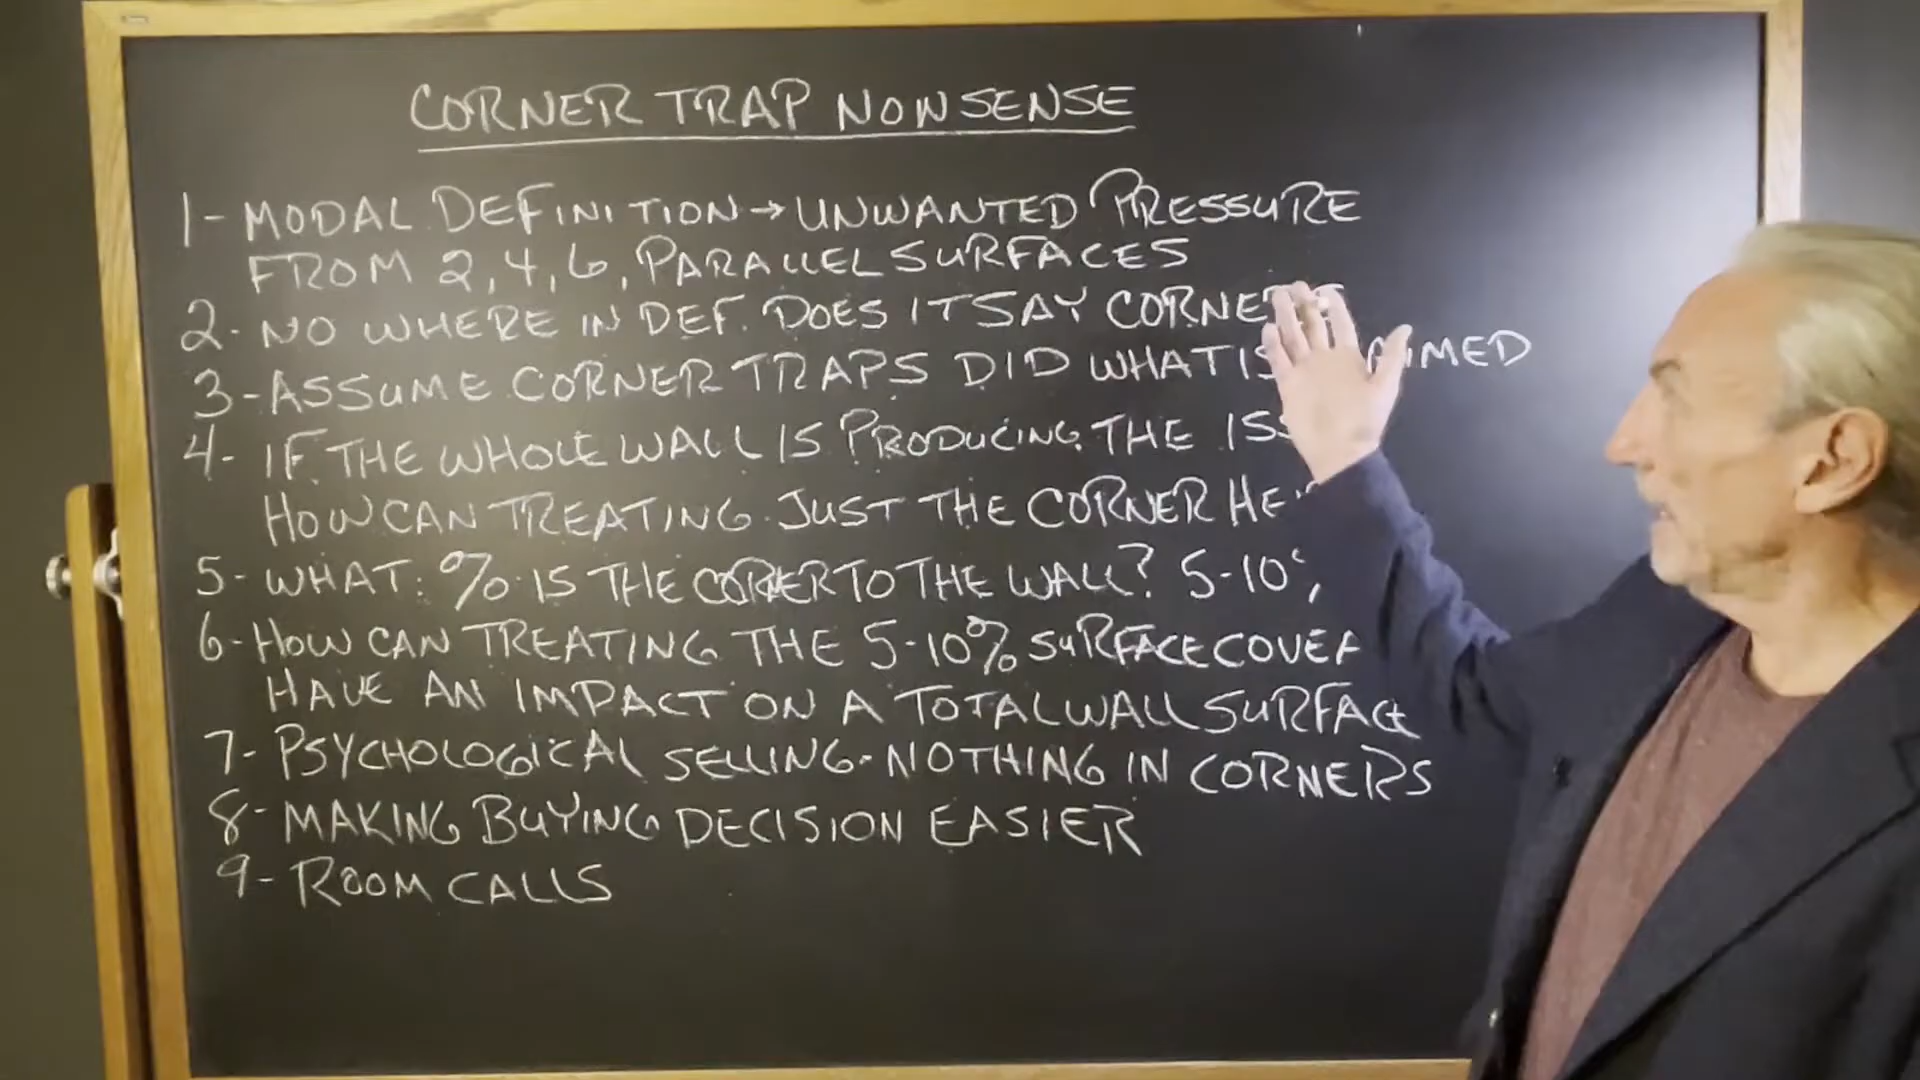 CORNER TRAP NONSENSE
1- MODAL DEFINITION → UNWANTED PRESSURE
FROM 2, 4, 6, PARALLEL SURFACES
2- NO WHERE IN DEF. DOES IT SAY
3- ASSUME CORNER TRAPS DID WHAT IS
4- IF THE WHOLE WALL IS PRODUCING THE
HOW CAN TREATING JUST THE CORNER
5- WHAT % IS THE CORNER TO THE WALL? 5-10
6- HOW CAN TREATING THE 5-10% SURFACE
HAVE AN IMPACT ON A TOTAL WALL SURFACE
7- PSYCHOLOGICAL SELLING - NOTHING IN CORNERS
8- MAKING BUYING DECISION EASIER
9- ROOM CALLS